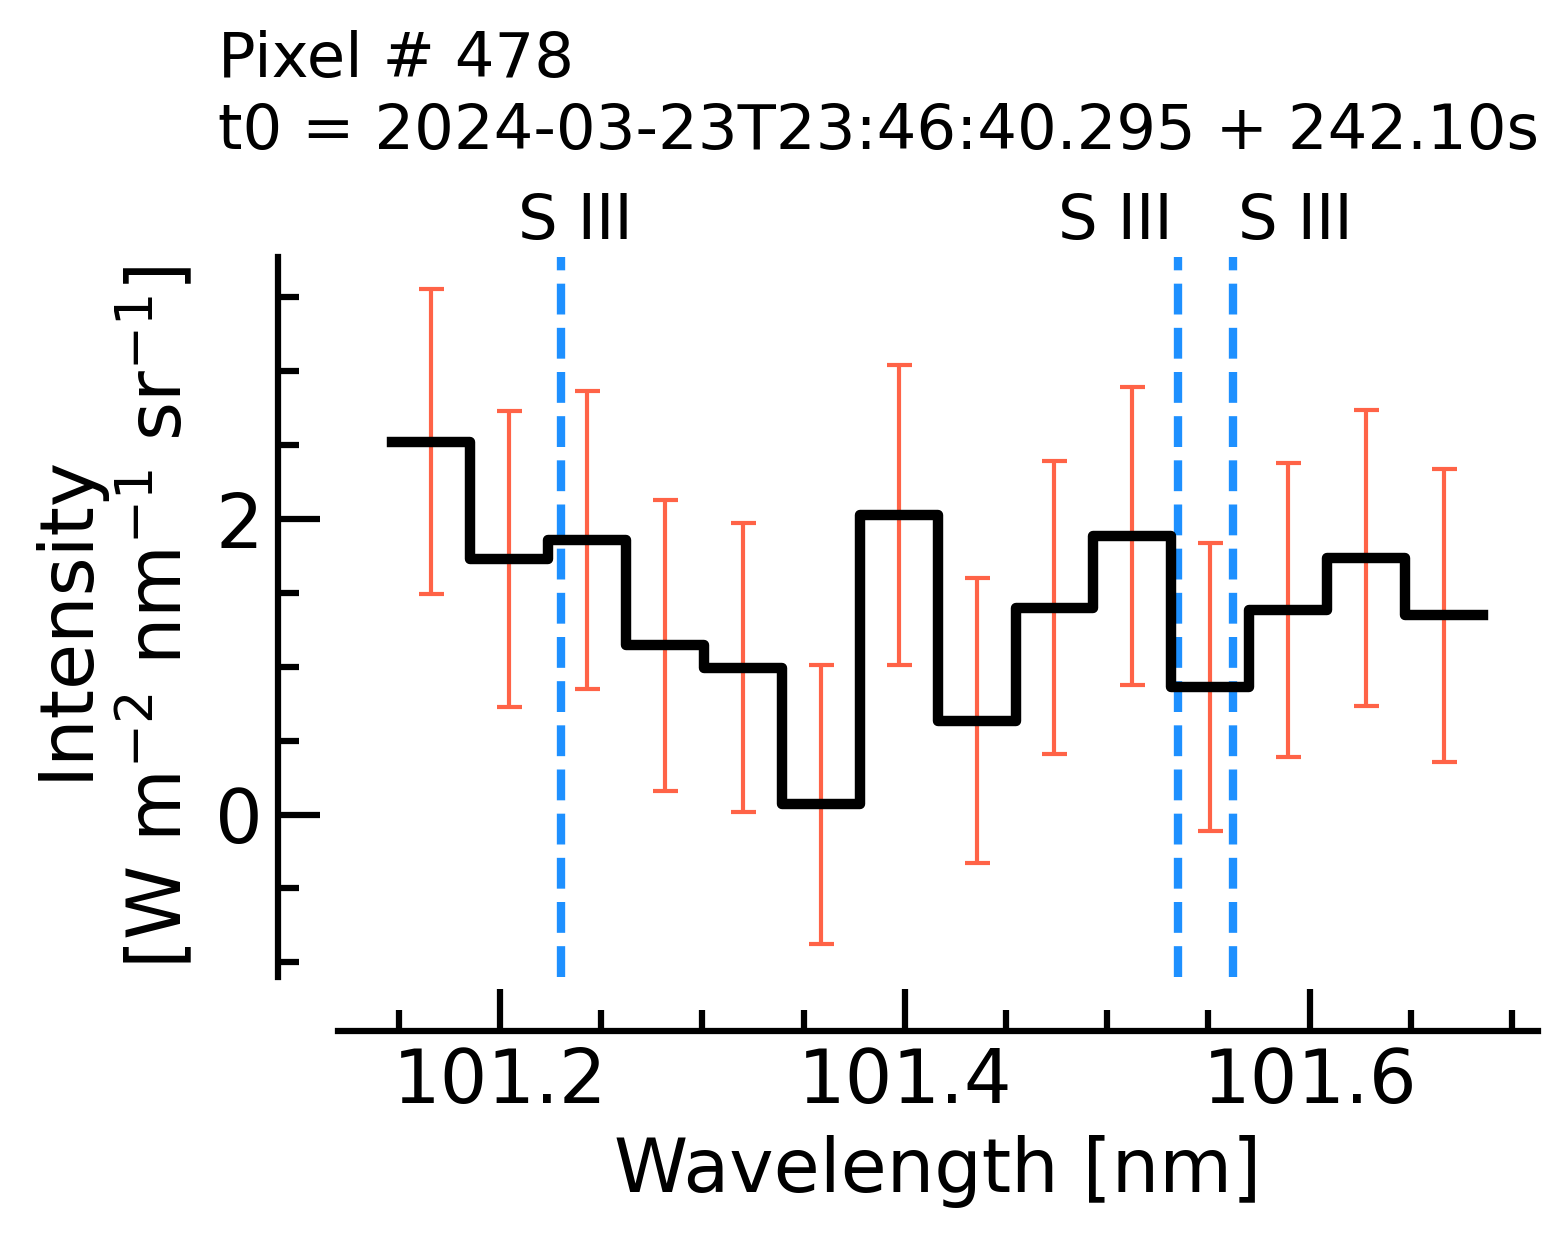 Pixel # 478
t0 = 2024-03-23T23:46:40.295 + 242.10s
S III S III S III
Intensity
[W m⁻² nm⁻¹ sr⁻¹]
2
0
101.2 101.4 101.6
Wavelength [nm]